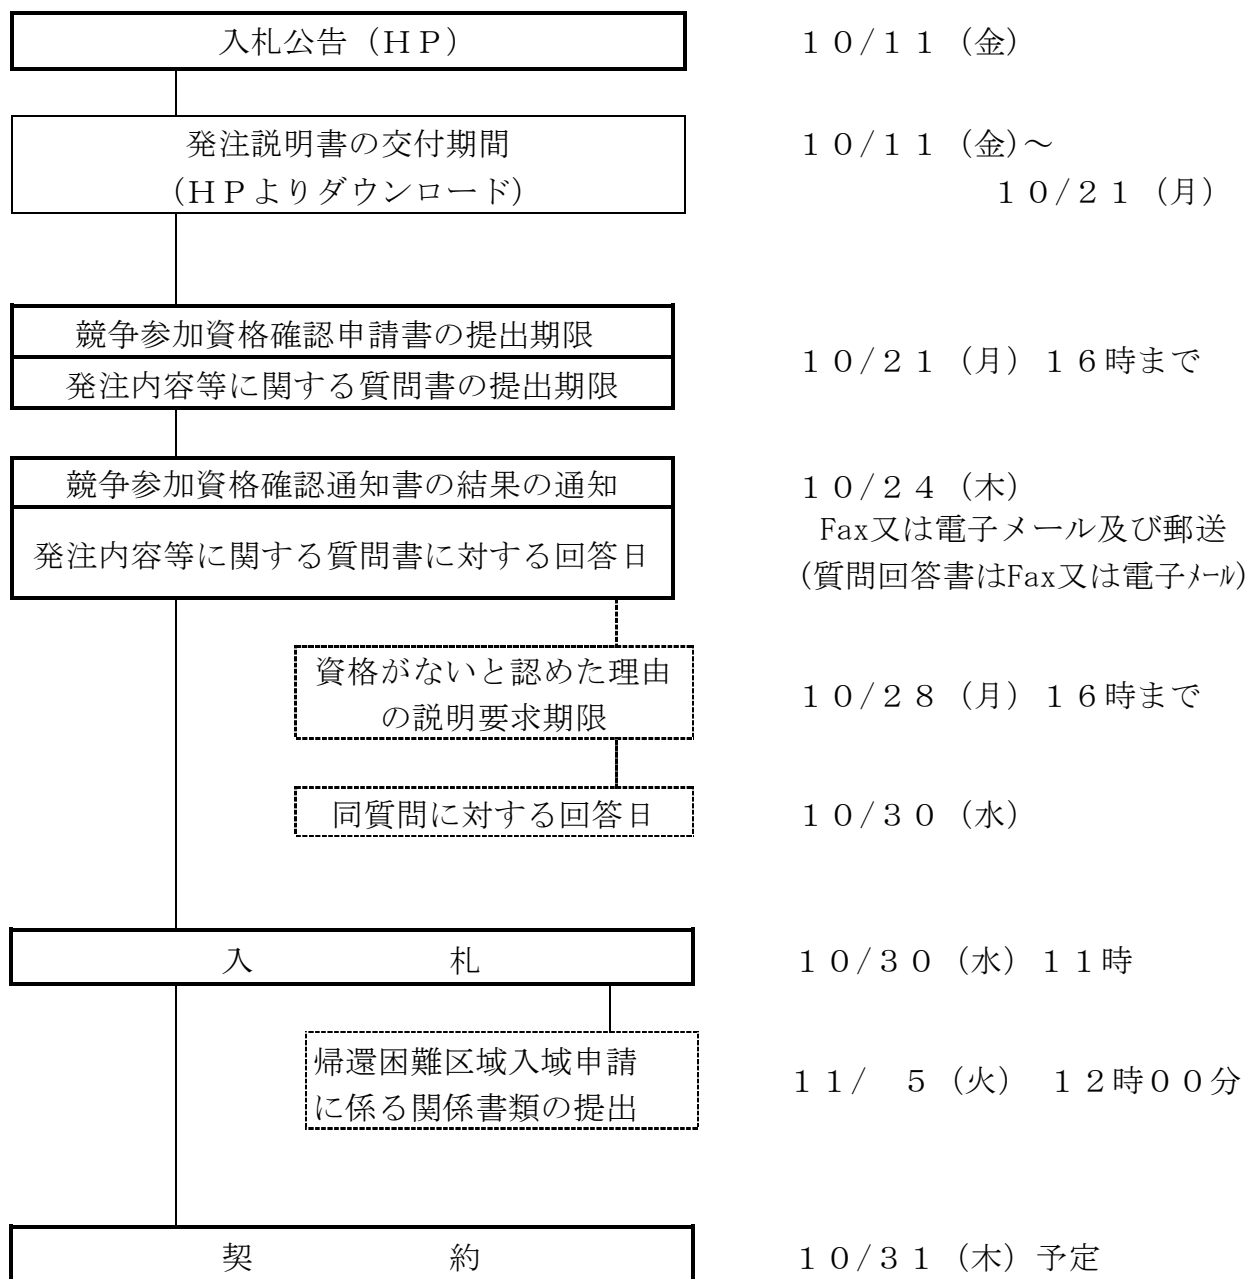 入札公告（ＨＰ） １０/１１（金）
発注説明書の交付期間 １０/１１（金）～
（ＨＰよりダウンロード） １０/２１（月）
競争参加資格確認申請書の提出期限
発注内容等に関する質問書の提出期限
１０/２１（月）１６時まで
競争参加資格確認通知書の結果の通知 １０/２４（木）
Fax又は電子メール及び郵送
発注内容等に関する質問書に対する回答日
(質問回答書はFax又は電子ﾒｰﾙ)
資格がないと認めた理由
の説明要求期限
１０/２８（月）１６時まで
同質問に対する回答日 １０/３０（水）
入　　　　　　札 １０/３０（水）１１時
帰還困難区域入域申請
に係る関係書類の提出
１１/　５（火）　１２時００分
契　　　　　　約 １０/３１（木）予定